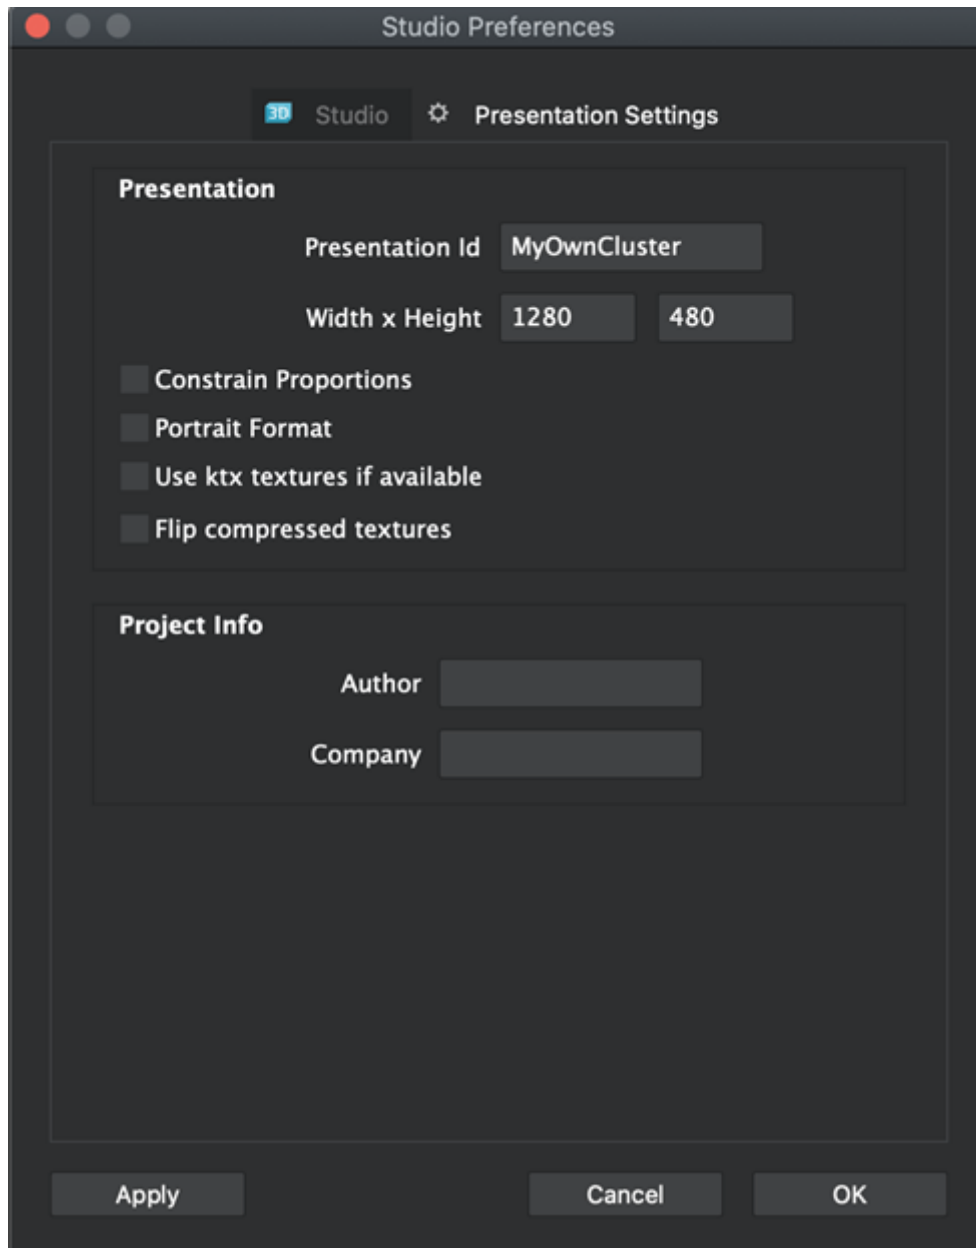 Studio Preferences
3D Studio Presentation Settings
Presentation
Presentation Id MyOwnCluster
Width x Height 1280 480
Constrain Proportions
Portrait Format
Use ktx textures if available
Flip compressed textures
Project Info
Author
Company
Apply Cancel OK